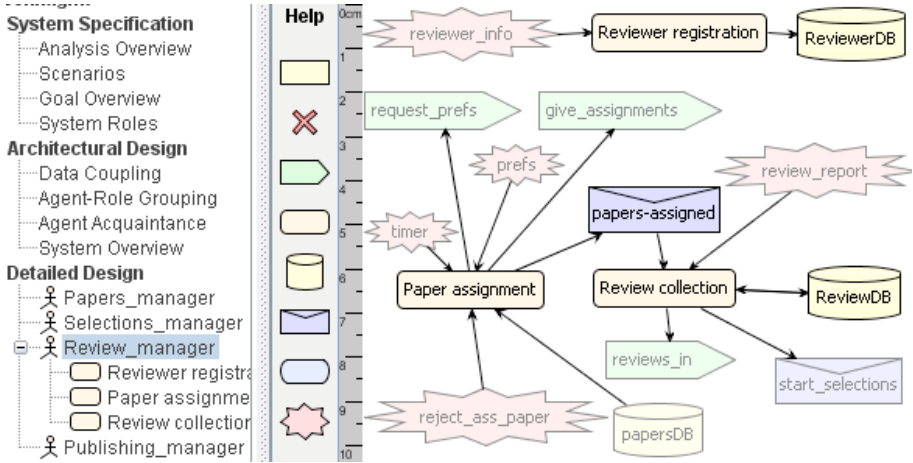 System Specification
Analysis Overview
Scenarios
Goal Overview
System Roles
Architectural Design
Data Coupling
Agent-Role Grouping
Agent Acquaintance
System Overview
Detailed Design
Papers_manager
Selections_manager
Review_manager
Reviewer registra
Paper assignme
Review collection
Publishing_manager
Help
0cm
1
2
3
4
5
6
7
8
9
10
reviewer_info
Reviewer registration
ReviewerDB
request_prefs
give_assignments
prefs
review_report
papers-assigned
timer
Paper assignment
Review collection
ReviewDB
reviews_in
start_selections
reject_ass_paper
papersDB